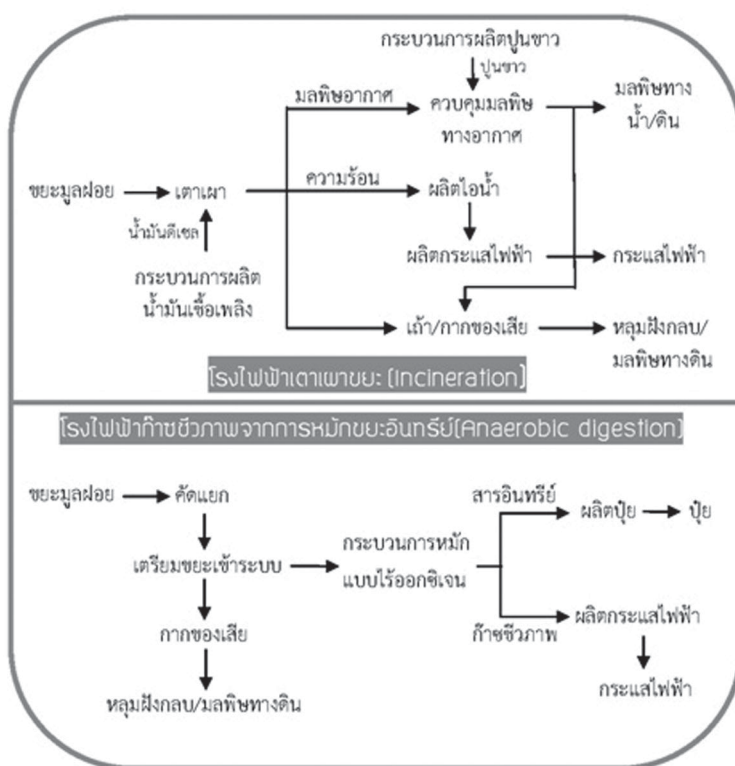 กระบวนการผลิตปูนขาว
ปูนขาว
มลพิษอากาศ
ควบคุมมลพิษ
ทางอากาศ
มลพิษทาง
น้ำ/ดิน
ขยะมูลฝอย
เตาเผา
ความร้อน
ผลิตไอน้ำ
น้ำมันดีเซล
กระบวนการผลิต
น้ำมันเชื้อเพลิง
ผลิตกระแสไฟฟ้า
กระแสไฟฟ้า
เถ้า/กากของเสีย
หลุมฝังกลบ/
มลพิษทางดิน
โรงไฟฟ้าเตาเผาขยะ (Incineration)
โรงไฟฟ้าก๊าซชีวภาพจากการหมักขยะอินทรีย์(Anaerobic digestion)
ขยะมูลฝอย
คัดแยก
สารอินทรีย์
ผลิตปุ๋ย
ปุ๋ย
เตรียมขยะเข้าระบบ
กระบวนการหมัก
แบบไร้ออกซิเจน
กากของเสีย
ก๊าซชีวภาพ
ผลิตกระแสไฟฟ้า
กระแสไฟฟ้า
หลุมฝังกลบ/มลพิษทางดิน